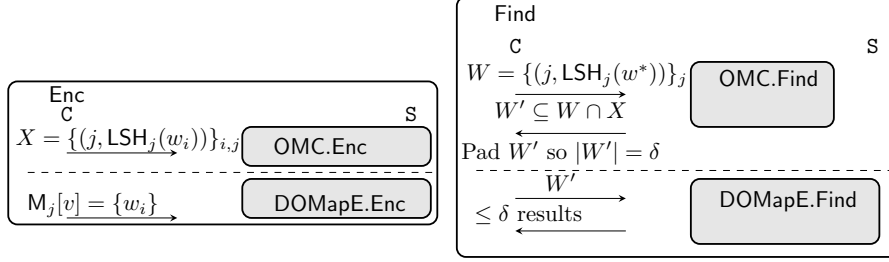 Enc
C S
X = {(j, LSH_j(w_i))}_{i,j} OMC.Enc
M_j[v] = {w_i} DOMapE.Enc
Find
C S
W = {(j, LSH_j(w*))}_j OMC.Find
W′ ⊆ W ∩ X
Pad W′ so |W′| = δ
W′ DOMapE.Find
≤ δ results